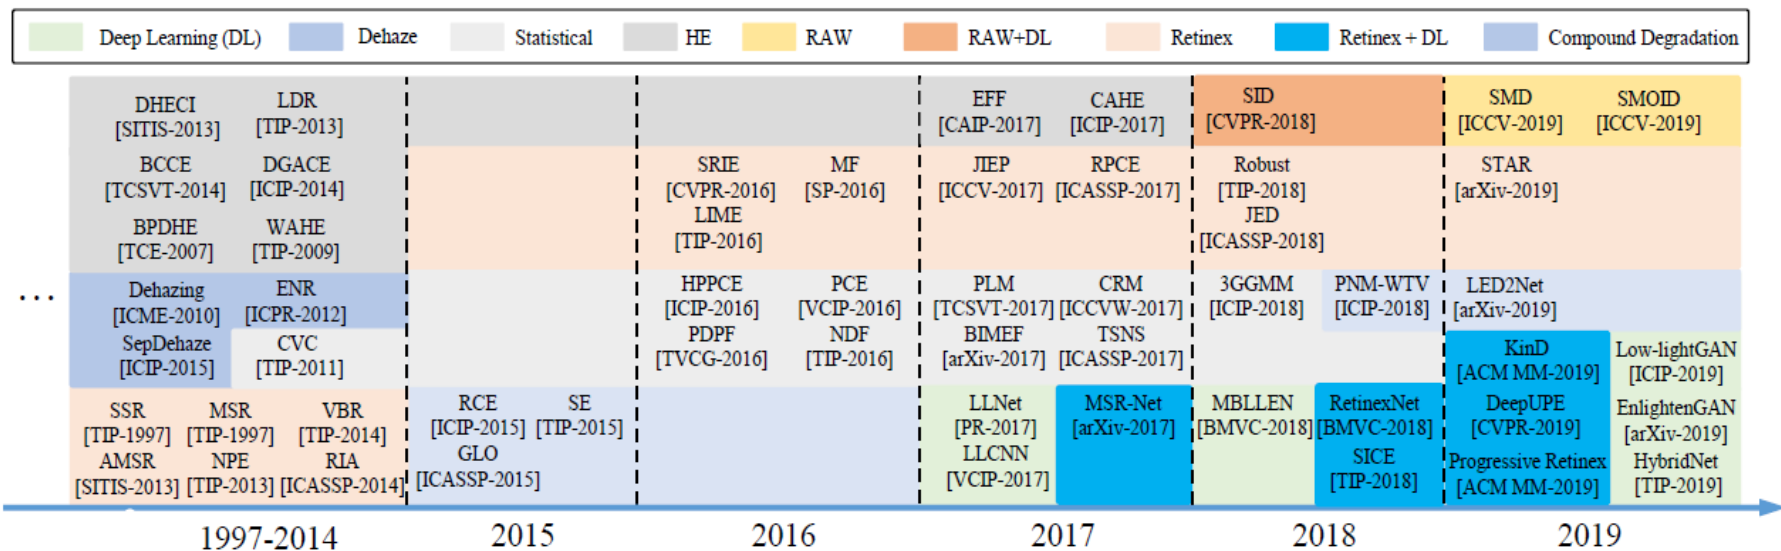 Deep Learning (DL)
Dehaze
Statistical
HE
RAW
RAW+DL
Retinex
Retinex + DL
Compound Degradation
DHECI
[SITIS-2013]
LDR
[TIP-2013]
BCCE
[TCSVT-2014]
DGACE
[ICIP-2014]
BPDHE
[TCE-2007]
WAHE
[TIP-2009]
...
Dehazing
[ICME-2010]
ENR
[ICPR-2012]
SepDehaze
[ICIP-2015]
CVC
[TIP-2011]
SSR
[TIP-1997]
MSR
[TIP-1997]
VBR
[TIP-2014]
AMSR
[SITIS-2013]
NPE
[TIP-2013]
RIA
[ICASSP-2014]
RCE
[ICIP-2015]
SE
[TIP-2015]
GLO
[ICASSP-2015]
SRIE
[CVPR-2016]
MF
[SP-2016]
LIME
[TIP-2016]
HPPCE
[ICIP-2016]
PCE
[VCIP-2016]
PDPF
[TVCG-2016]
NDF
[TIP-2016]
EFF
[CAIP-2017]
CAHE
[ICIP-2017]
JIEP
[ICCV-2017]
RPCE
[ICASSP-2017]
PLM
[TCSVT-2017]
CRM
[ICCVW-2017]
BIMEF
[arXiv-2017]
TSNS
[ICASSP-2017]
LLNet
[PR-2017]
MSR-Net
[arXiv-2017]
LLCNN
[VCIP-2017]
SID
[CVPR-2018]
Robust
[TIP-2018]
JED
[ICASSP-2018]
3GGMM
[ICIP-2018]
PNM-WTV
[ICIP-2018]
MBLLEN
[BMVC-2018]
RetinexNet
[BMVC-2018]
SICE
[TIP-2018]
SMD
[ICCV-2019]
SMOID
[ICCV-2019]
STAR
[arXiv-2019]
LED2Net
[arXiv-2019]
KinD
[ACM MM-2019]
Low-lightGAN
[ICIP-2019]
DeepUPE
[CVPR-2019]
EnlightenGAN
[arXiv-2019]
Progressive Retinex
[ACM MM-2019]
HybridNet
[TIP-2019]
1997-2014
2015
2016
2017
2018
2019